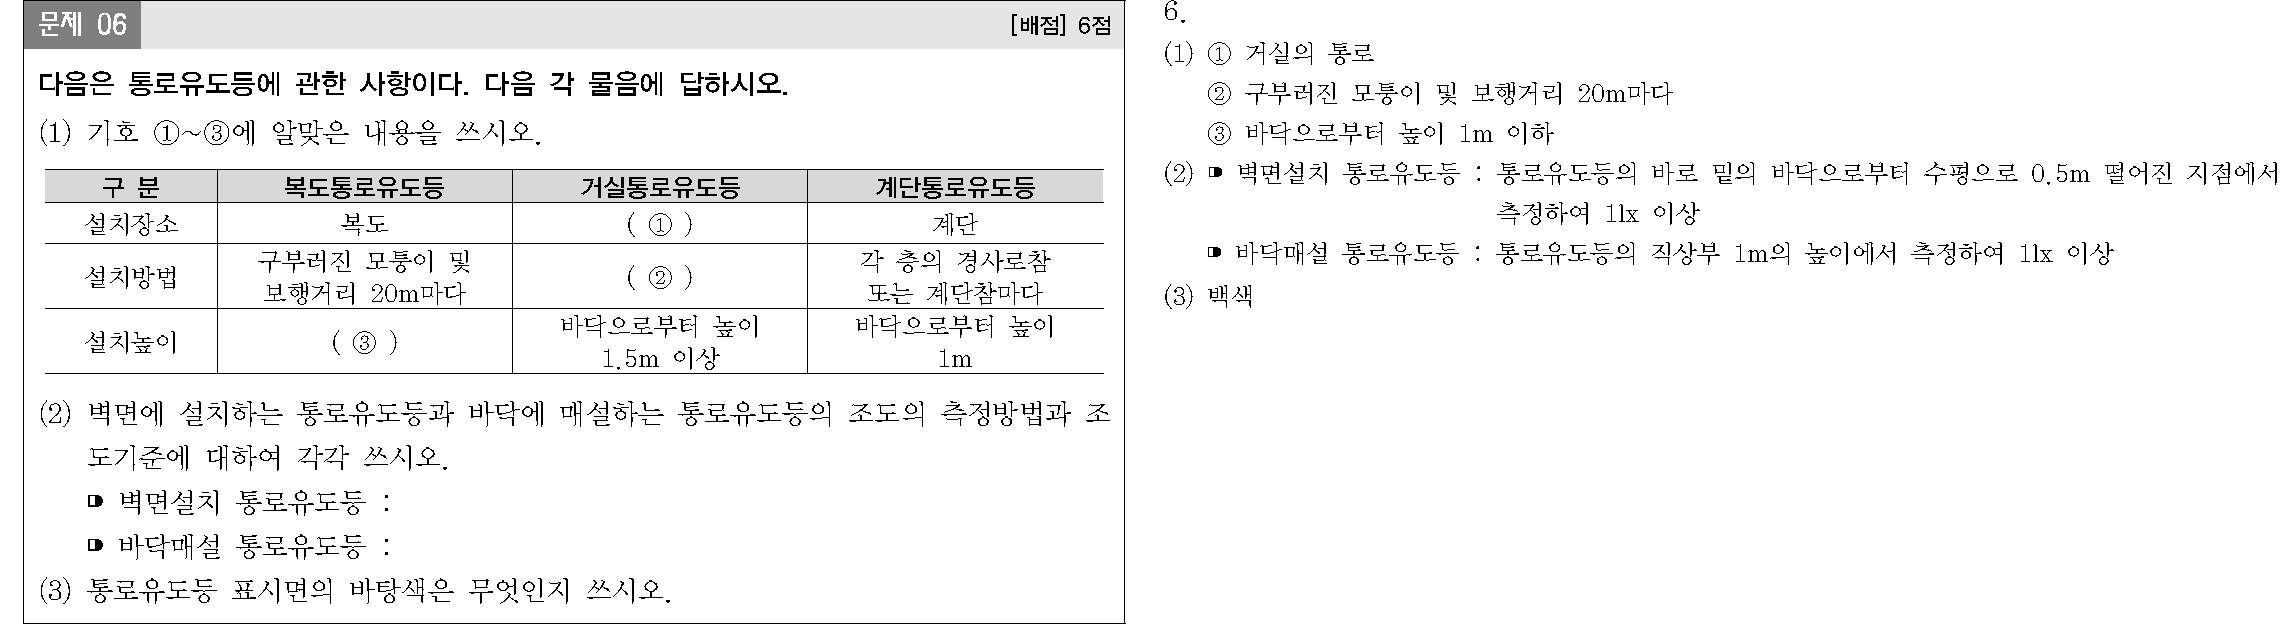 문제 06
[배점] 6점
다음은 통로유도등에 관한 사항이다. 다음 각 물음에 답하시오.
(1) 기호 ①~③에 알맞은 내용을 쓰시오.
구 분 복도통로유도등 거실통로유도등 계단통로유도등
설치장소 복도 ( ① ) 계단
설치방법 구부러진 모퉁이 및 보행거리 20m마다 ( ② ) 각 층의 경사로참 또는 계단참마다
설치높이 ( ③ ) 바닥으로부터 높이 1.5m 이상 바닥으로부터 높이 1m
(2) 벽면에 설치하는 통로유도등과 바닥에 매설하는 통로유도등의 조도의 측정방법과 조
도기준에 대하여 각각 쓰시오.
벽면설치 통로유도등 :
바닥매설 통로유도등 :
(3) 통로유도등 표시면의 바탕색은 무엇인지 쓰시오.
6.
(1) ① 거실의 통로
② 구부러진 모퉁이 및 보행거리 20m마다
③ 바닥으로부터 높이 1m 이하
(2) 벽면설치 통로유도등 : 통로유도등의 바로 밑의 바닥으로부터 수평으로 0.5m 떨어진 지점에서
측정하여 1lx 이상
바닥매설 통로유도등 : 통로유도등의 직상부 1m의 높이에서 측정하여 1lx 이상
(3) 백색